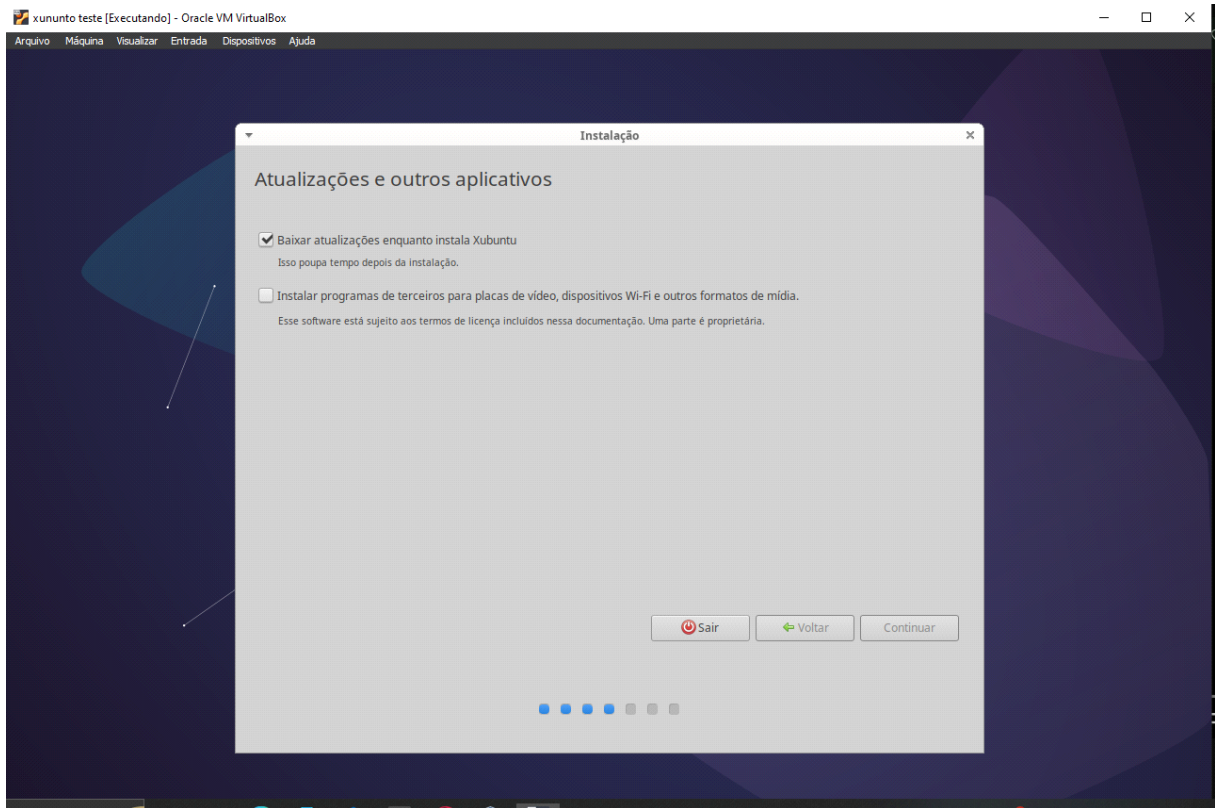 xununto teste [Executando] - Oracle VM VirtualBox
Arquivo Máquina Visualizar Entrada Dispositivos Ajuda
Instalação
Atualizações e outros aplicativos
Baixar atualizações enquanto instala Xubuntu
Isso poupa tempo depois da instalação.
Instalar programas de terceiros para placas de vídeo, dispositivos Wi-Fi e outros formatos de mídia.
Esse software está sujeito aos termos de licença incluídos nessa documentação. Uma parte é proprietária.
Sair Voltar Continuar